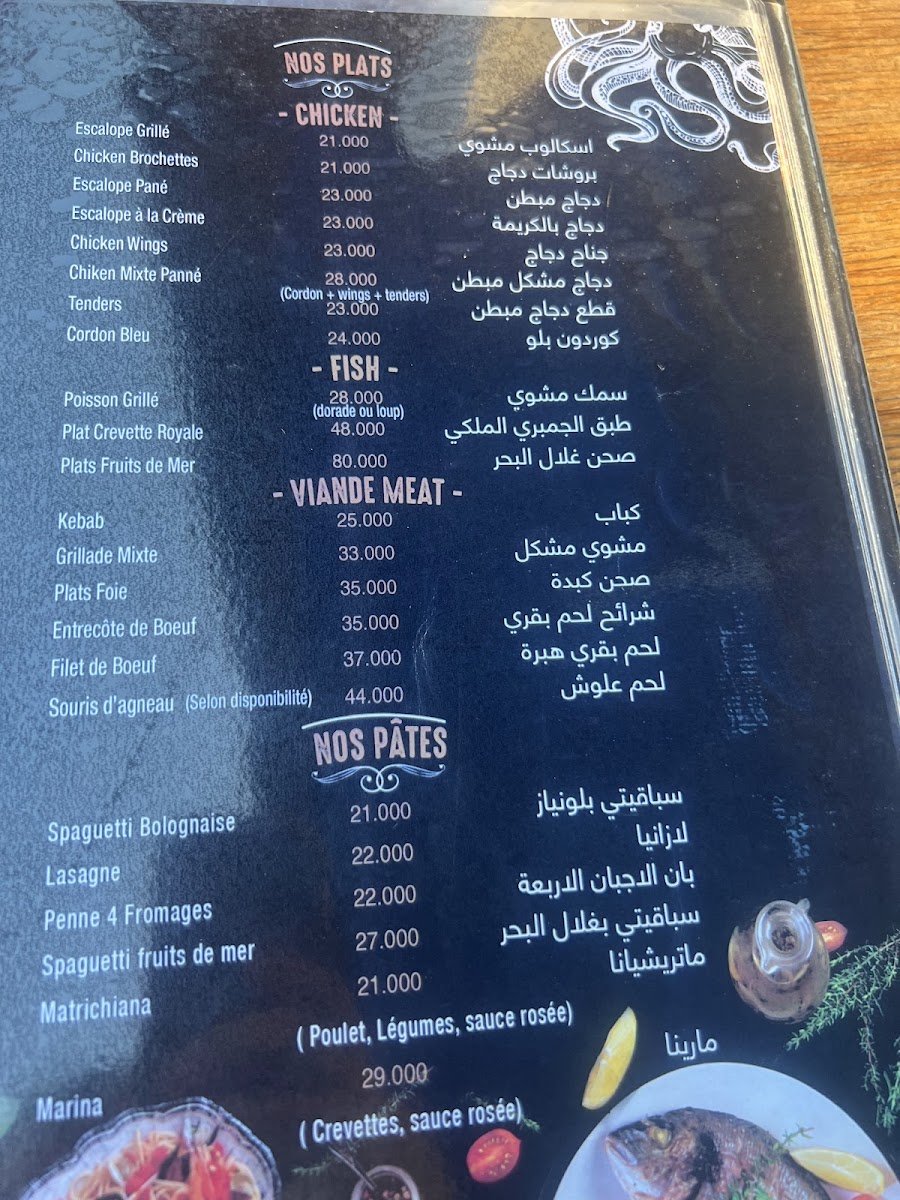 NOS PLATS
- CHICKEN -
Escalope Grillé 21.000 اسكالوب مشوي
Chicken Brochettes 21.000 بروشات دجاج
Escalope Pané 23.000 دجاج مبطن
Escalope à la Crème 23.000 دجاج بالكريمة
Chicken Wings 23.000 جناح دجاج
Chiken Mixte Panné 28.000 دجاج مشكل مبطن
(Cordon + wings + tenders)
Tenders 23.000 قطع دجاج مبطن
Cordon Bleu 24.000 كوردون بلو
- FISH -
Poisson Grillé 28.000 سمك مشوي
(dorade ou loup)
Plat Crevette Royale 48.000 طبق الجمبري الملكي
Plats Fruits de Mer 80.000 صحن غلال البحر
- VIANDE MEAT -
Kebab 25.000 كباب
Grillade Mixte 33.000 مشوي مشكل
Plats Foie 35.000 صحن كبدة
Entrecôte de Boeuf 35.000 شرائح لحم بقري
Filet de Boeuf 37.000 لحم بقري هبرة
Souris d'agneau (Selon disponibilité) 44.000 لحم علوش
NOS PÂTES
Spaguetti Bolognaise 21.000 سباقيتي بلونياز
Lasagne 22.000 لازانيا
Penne 4 Fromages 22.000 بان الاجبان الاربعة
Spaguetti fruits de mer 27.000 سباقيتي بغلال البحر
Matrichiana 21.000 ماتريشيانا
( Poulet, Légumes, sauce rosée)
Marina 29.000 مارينا
( Crevettes, sauce rosée)